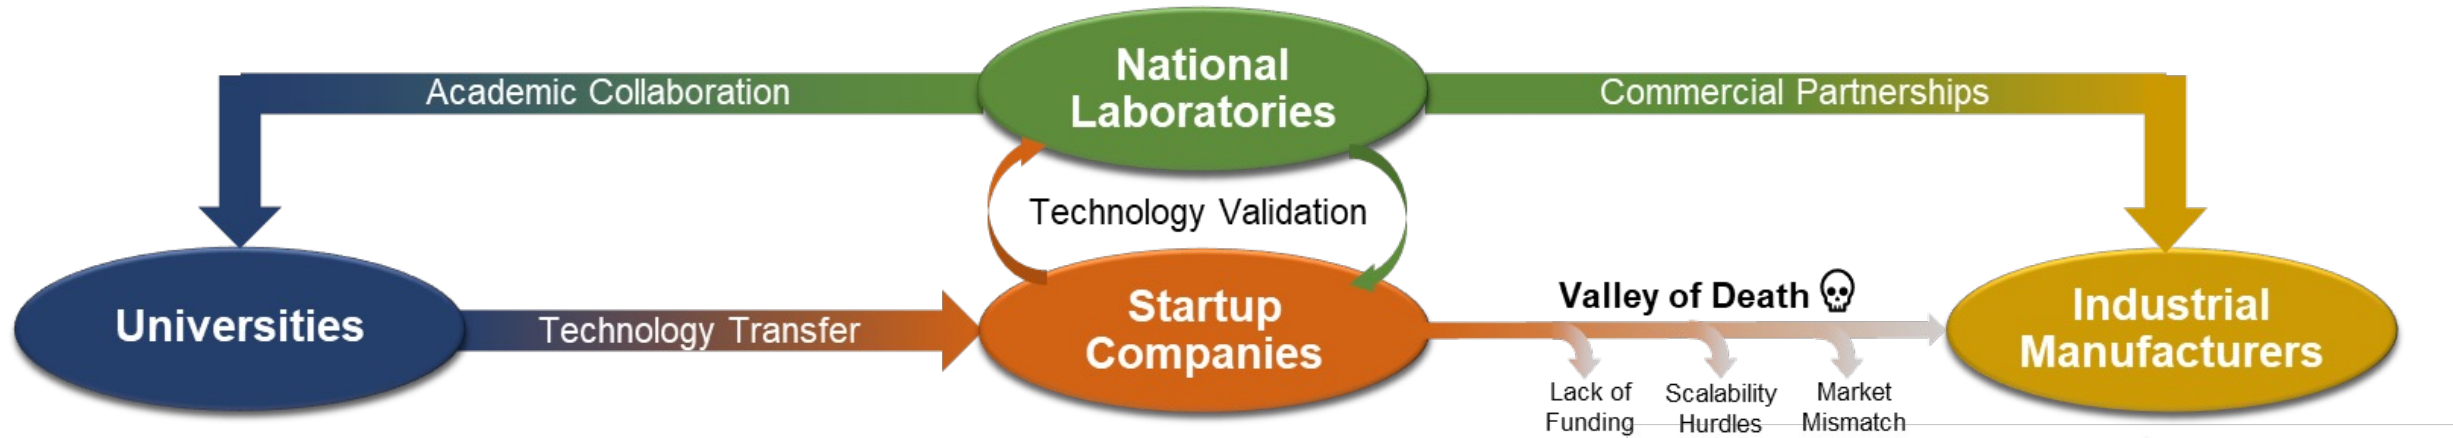 National
Laboratories
Academic Collaboration
Commercial Partnerships
Technology Validation
Universities
Technology Transfer
Startup
Companies
Valley of Death
Industrial
Manufacturers
Lack of
Funding
Scalability
Hurdles
Market
Mismatch